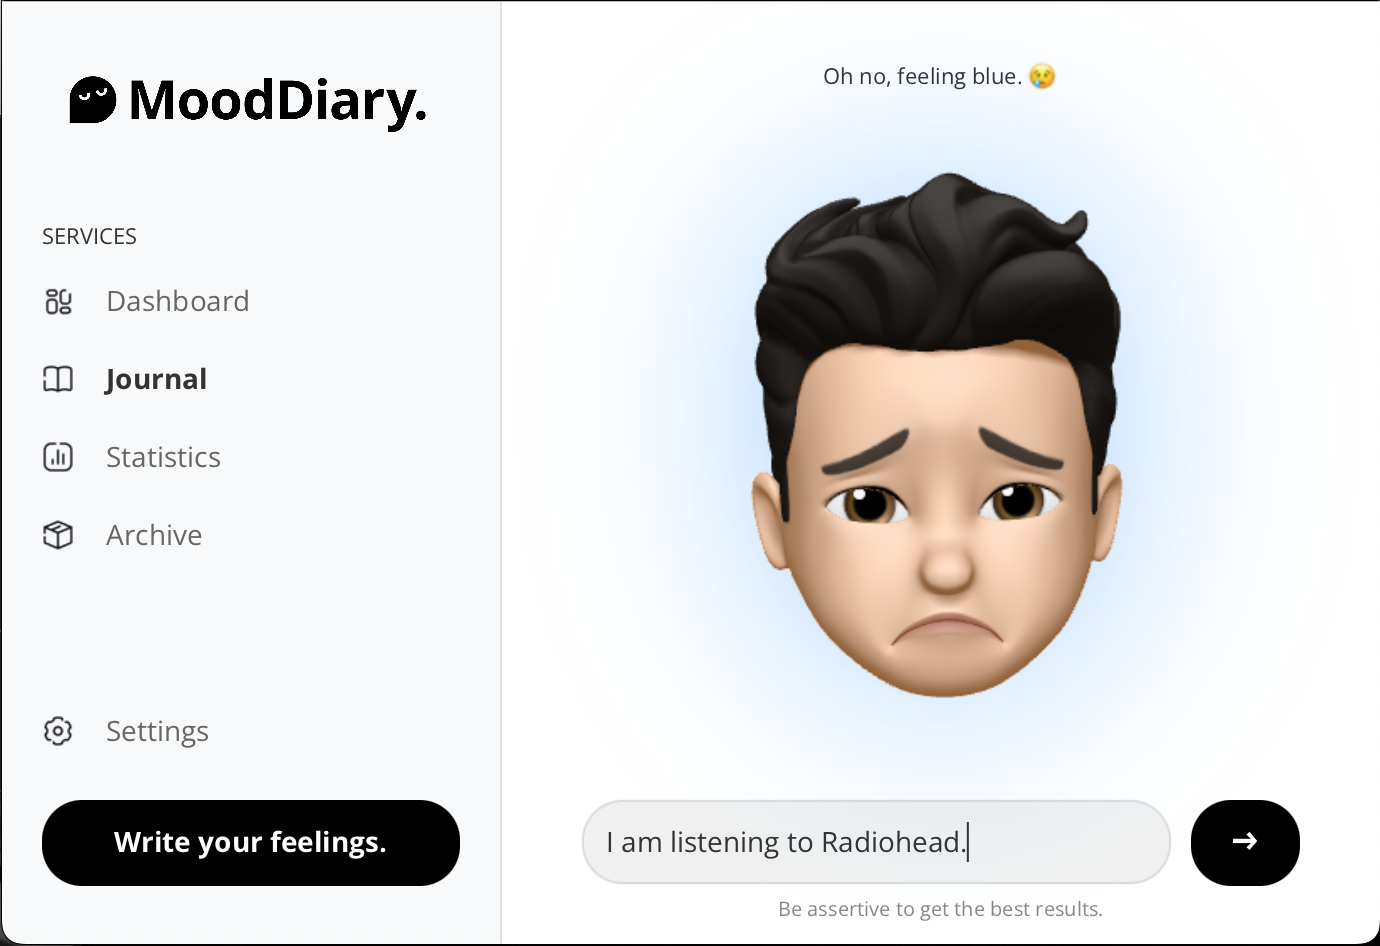 MoodDiary.
SERVICES
Dashboard
Journal
Statistics
Archive
Settings
Write your feelings.
Oh no, feeling blue. 😢
I am listening to Radiohead.
Be assertive to get the best results.